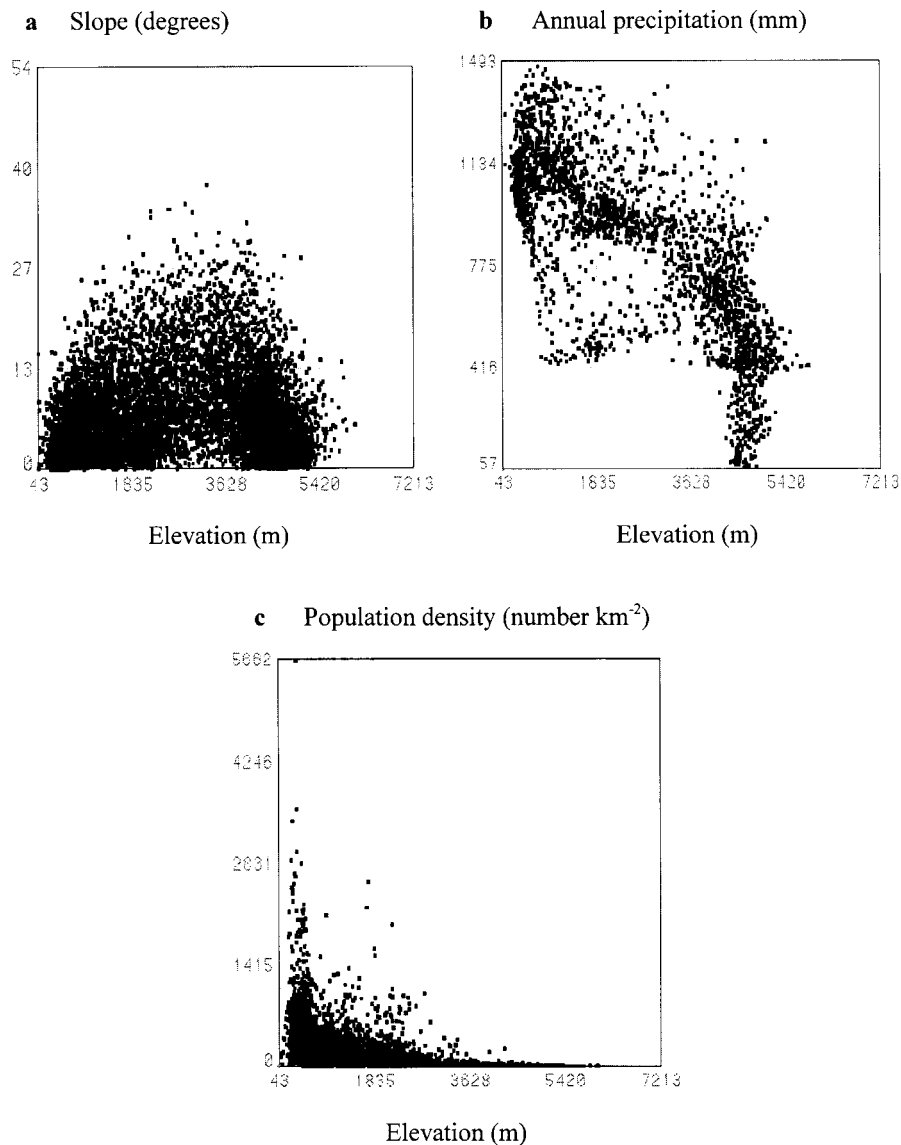 a Slope (degrees)
54
40
27
13
0
43 1835 3628 5420 7213
Elevation (m)
b Annual precipitation (mm)
1493
1134
775
416
57
43 1835 3628 5420 7213
Elevation (m)
c Population density (number km-2)
5662
4246
2831
1415
0
43 1835 3628 5420 7213
Elevation (m)